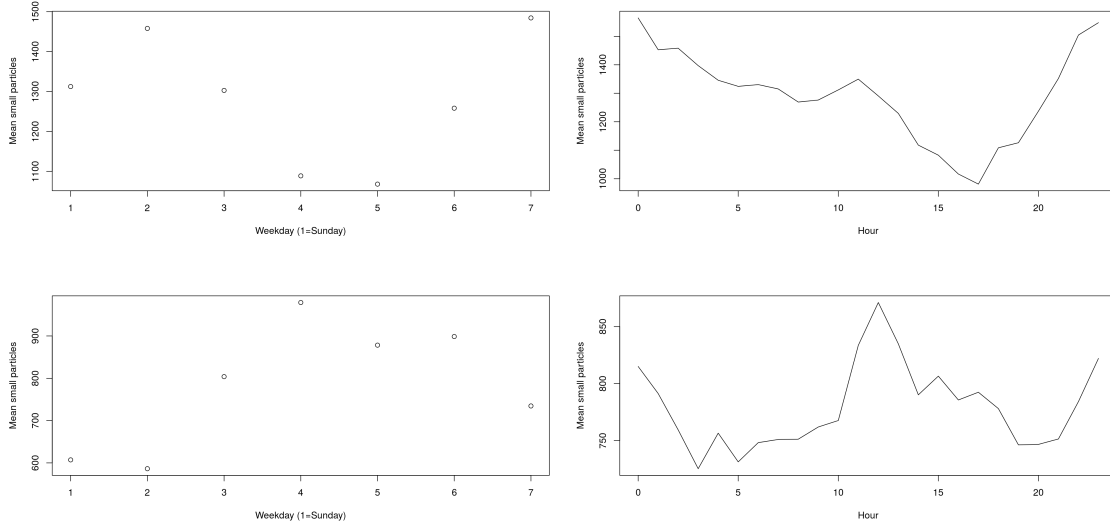 Mean small particles
1500
1400
1300
1200
1100
1 2 3 4 5 6 7
Weekday (1=Sunday)
Mean small particles
1400
1200
1000
0 5 10 15 20
Hour
Mean small particles
900
800
700
600
1 2 3 4 5 6 7
Weekday (1=Sunday)
Mean small particles
850
800
750
0 5 10 15 20
Hour